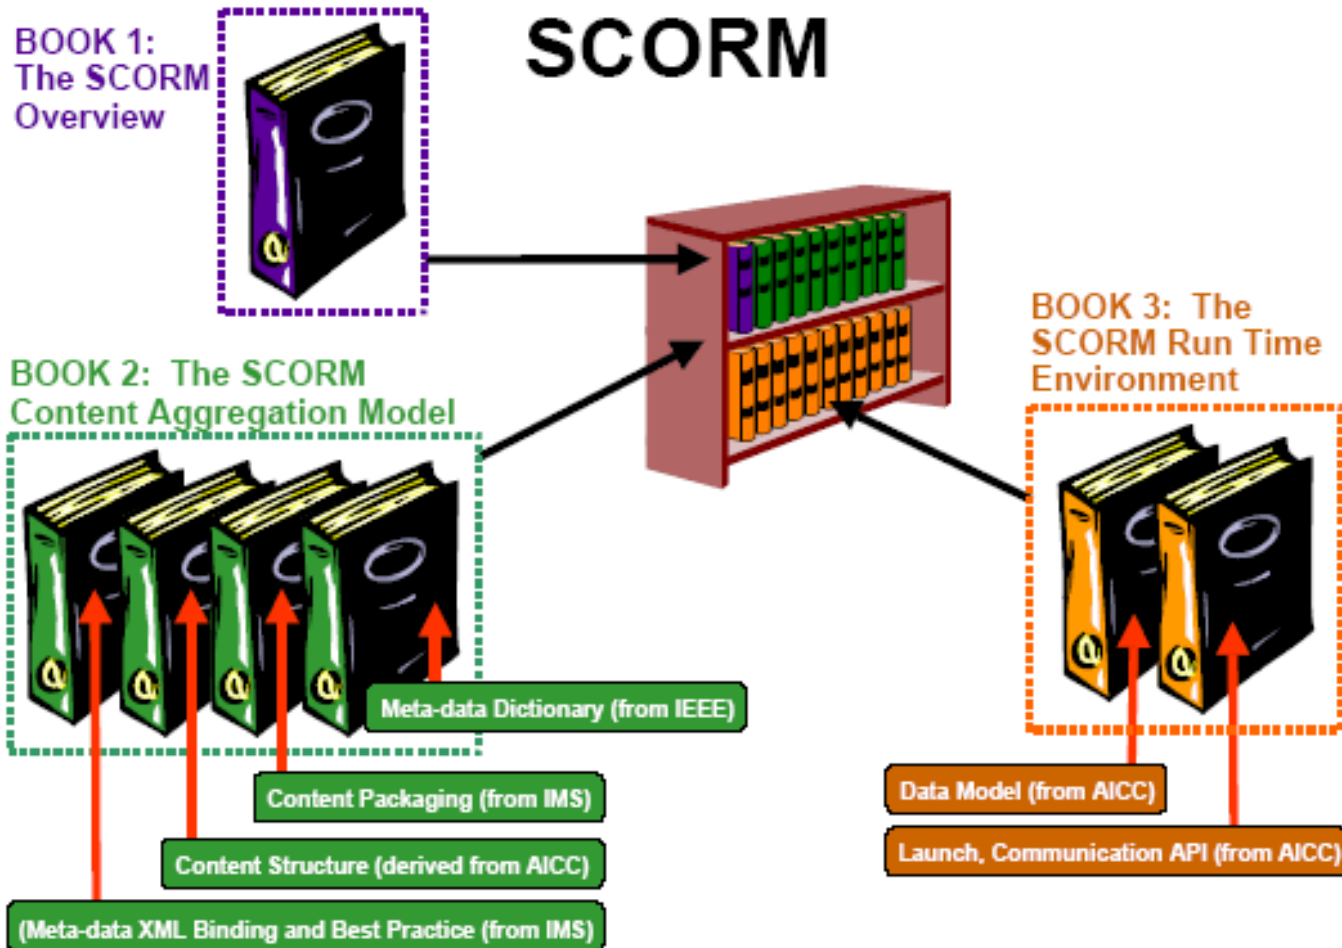 SCORM
BOOK 1:
The SCORM
Overview
BOOK 2: The SCORM
Content Aggregation Model
BOOK 3: The
SCORM Run Time
Environment
Meta-data Dictionary (from IEEE)
Content Packaging (from IMS)
Content Structure (derived from AICC)
(Meta-data XML Binding and Best Practice (from IMS)
Data Model (from AICC)
Launch, Communication API (from AICC)